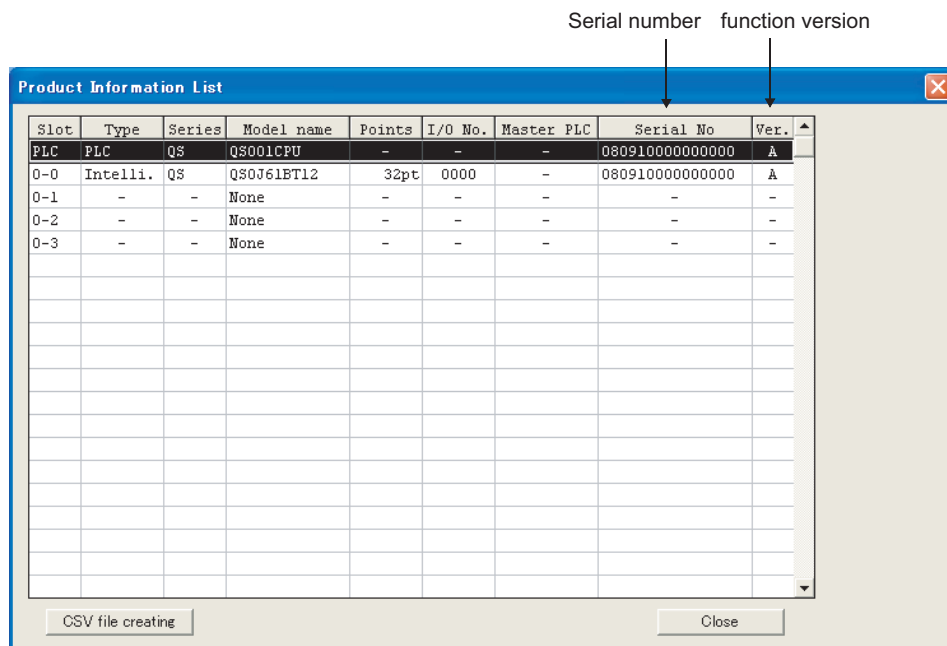 Serial number function version
Product Information List
Slot Type Series Model name Points I/O No. Master PLC Serial No Ver.
PLC PLC QS QS001CPU - - - 080910000000000 A
0-0 Intelli. QS QS0J61BT12 32pt 0000 - 080910000000000 A
0-1 - - None - - - - -
0-2 - - None - - - - -
0-3 - - None - - - - -
CSV file creating Close